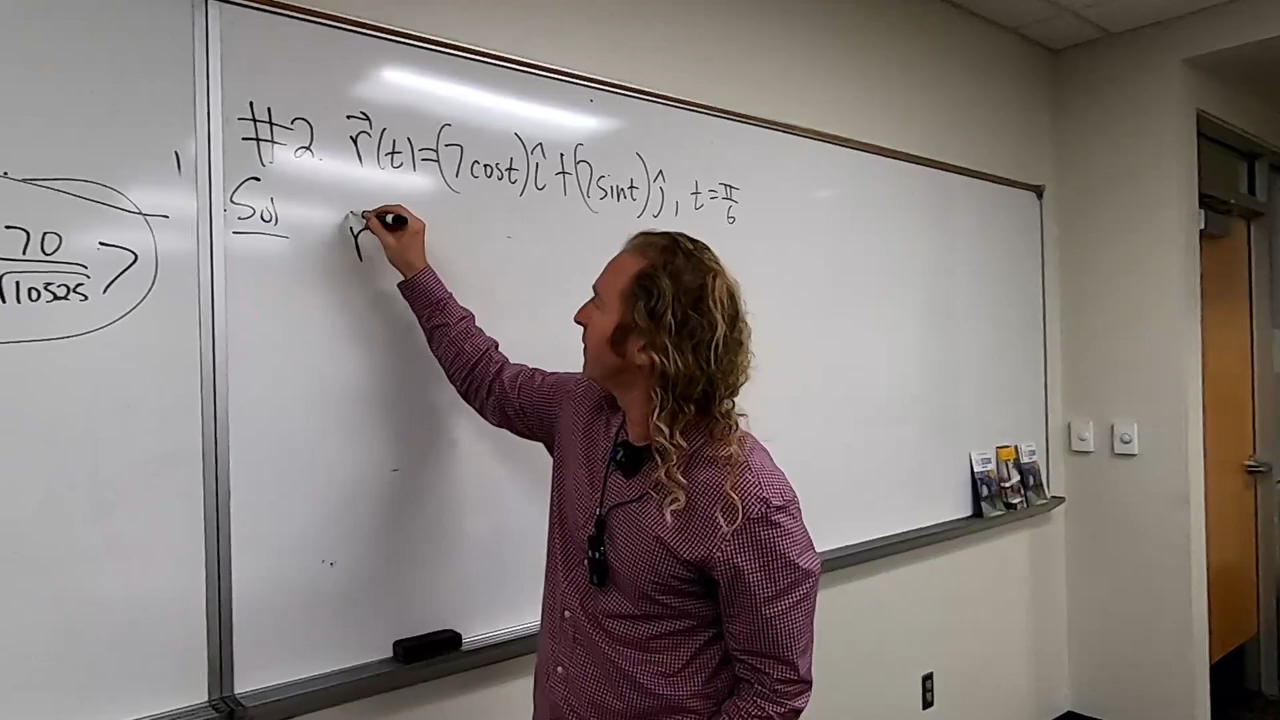 #2. r⃗(t)=(7cost)î+(7sint)ĵ, t=π/6
Sol
r
70
√10525 >